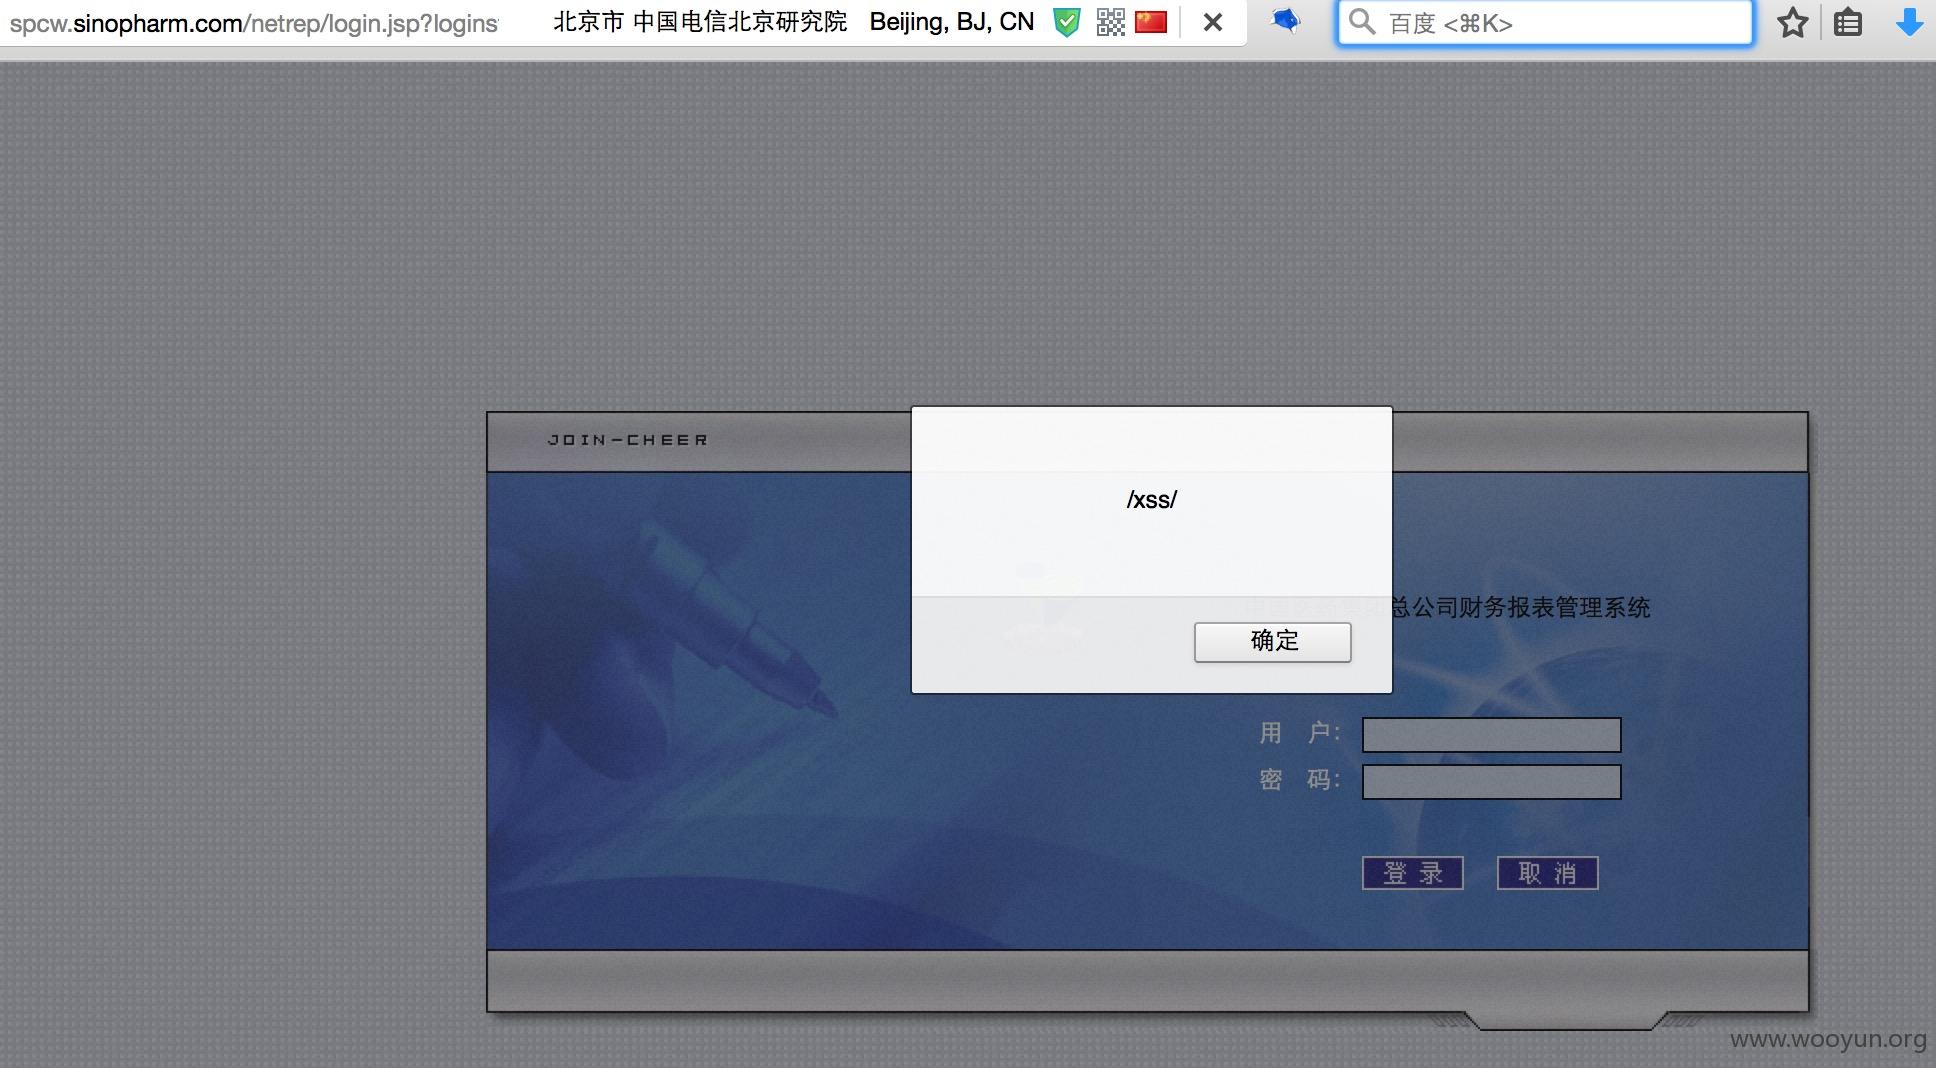 spcw.sinopharm.com/netrep/login.jsp?logins
北京市 中国电信北京研究院 Beijing, BJ, CN
百度 <⌘K>
JOIN-CHEER
/xss/
总公司财务报表管理系统
确定
用 户:
密 码:
登 录
取 消
www.wooyun.org